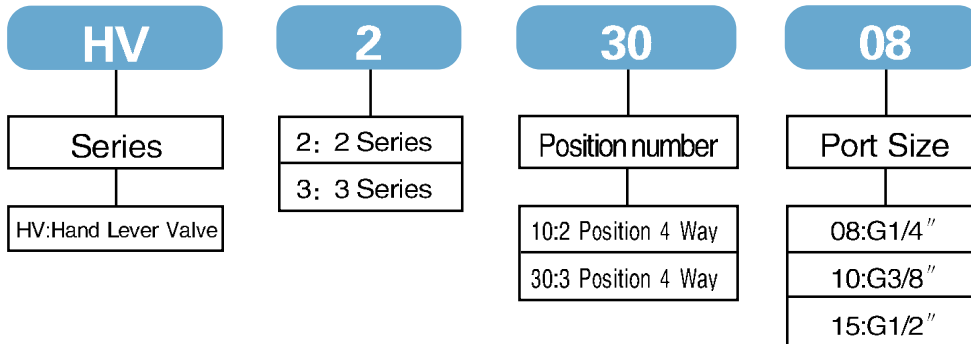 HV
2
30
08
Series
2: 2 Series
3: 3 Series
Position number
Port Size
HV:Hand Lever Valve
10:2 Position 4 Way
30:3 Position 4 Way
08:G1/4″
10:G3/8″
15:G1/2″